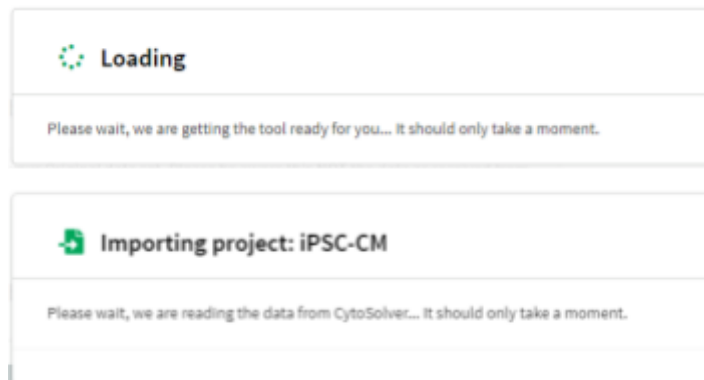 Loading
Please wait, we are getting the tool ready for you... It should only take a moment.
Importing project: iPSC-CM
Please wait, we are reading the data from CytoSolver... It should only take a moment.